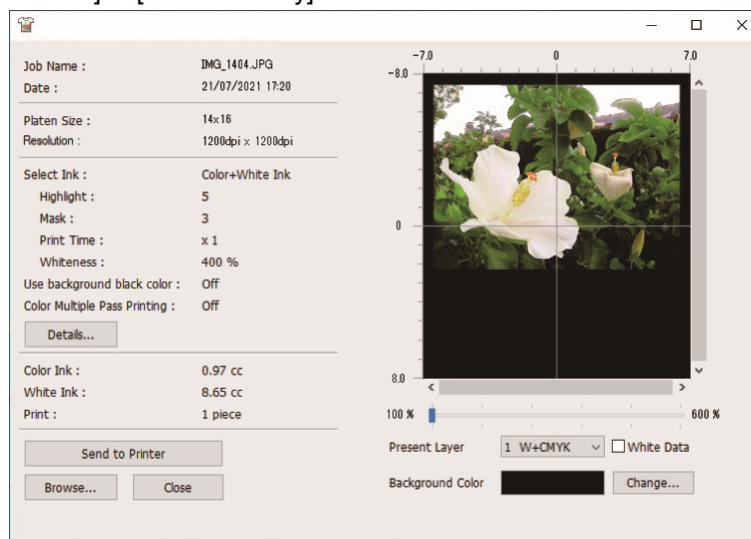 Job Name : IMG_1404.JPG
Date : 21/07/2021 17:20
Platen Size : 14x16
Resolution : 1200dpi x 1200dpi
Select Ink : Color+White Ink
Highlight : 5
Mask : 3
Print Time : x 1
Whiteness : 400 %
Use background black color : Off
Color Multiple Pass Printing : Off
Details...
Color Ink : 0.97 cc
White Ink : 8.65 cc
Print : 1 piece
Send to Printer
Browse... Close
-7.0 0 7.0
-8.0
0
8.0
100 % 600 %
Present Layer 1 W+CMYK White Data
Background Color Change...